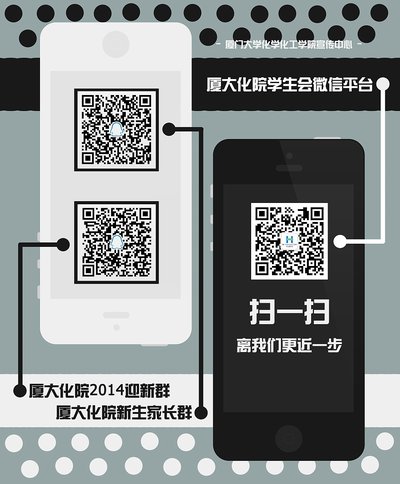 - 厦门大学化学化工学院宣传中心 -
厦大化院学生会微信平台
扫一扫
离我们更近一步
厦大化院2014迎新群
厦大化院新生家长群